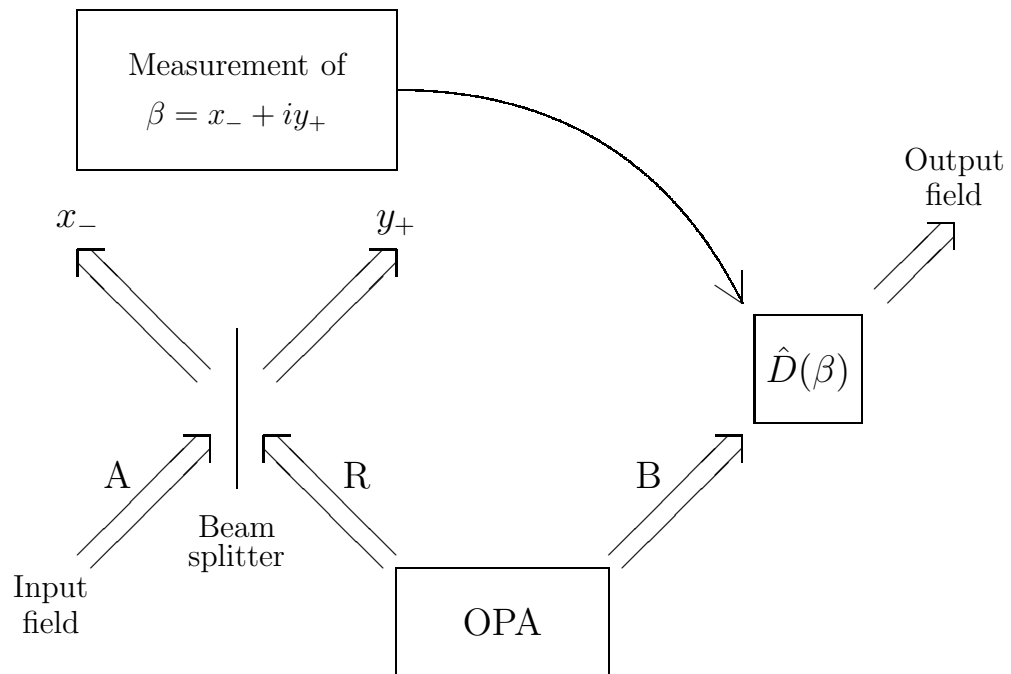 Measurement of
β = x₋ + iy₊
Output
field
x₋
y₊
D̂(β)
A
R
B
Beam
splitter
Input
field
OPA